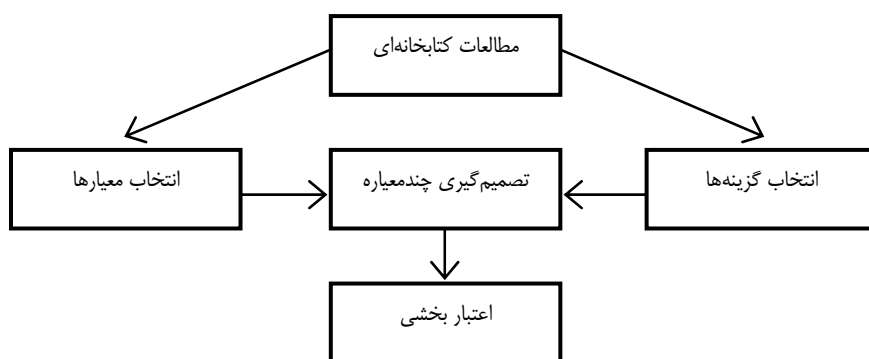 مطالعات کتابخانه‌ای
انتخاب گزینه‌ها
تصمیم‌گیری چندمعیاره
انتخاب معیارها
اعتبار بخشی